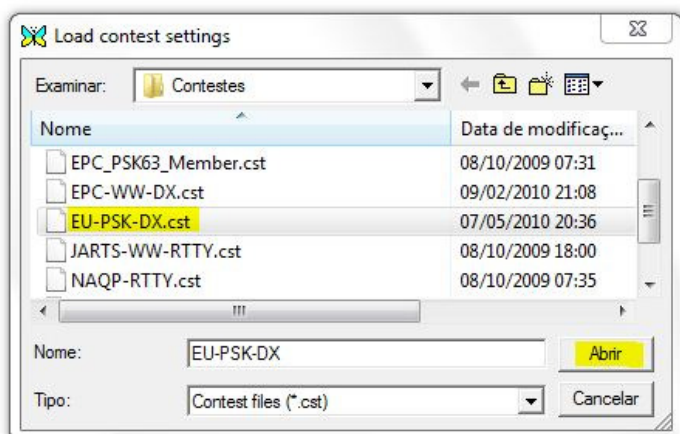 Load contest settings
Examinar: Contestes
Nome Data de modificaç...
EPC_PSK63_Member.cst 08/10/2009 07:31
EPC-WW-DX.cst 09/02/2010 21:08
EU-PSK-DX.cst 07/05/2010 20:36
JARTS-WW-RTTY.cst 08/10/2009 18:00
NAQP-RTTY.cst 08/10/2009 07:35
Nome: EU-PSK-DX Abrir
Tipo: Contest files (*.cst) Cancelar